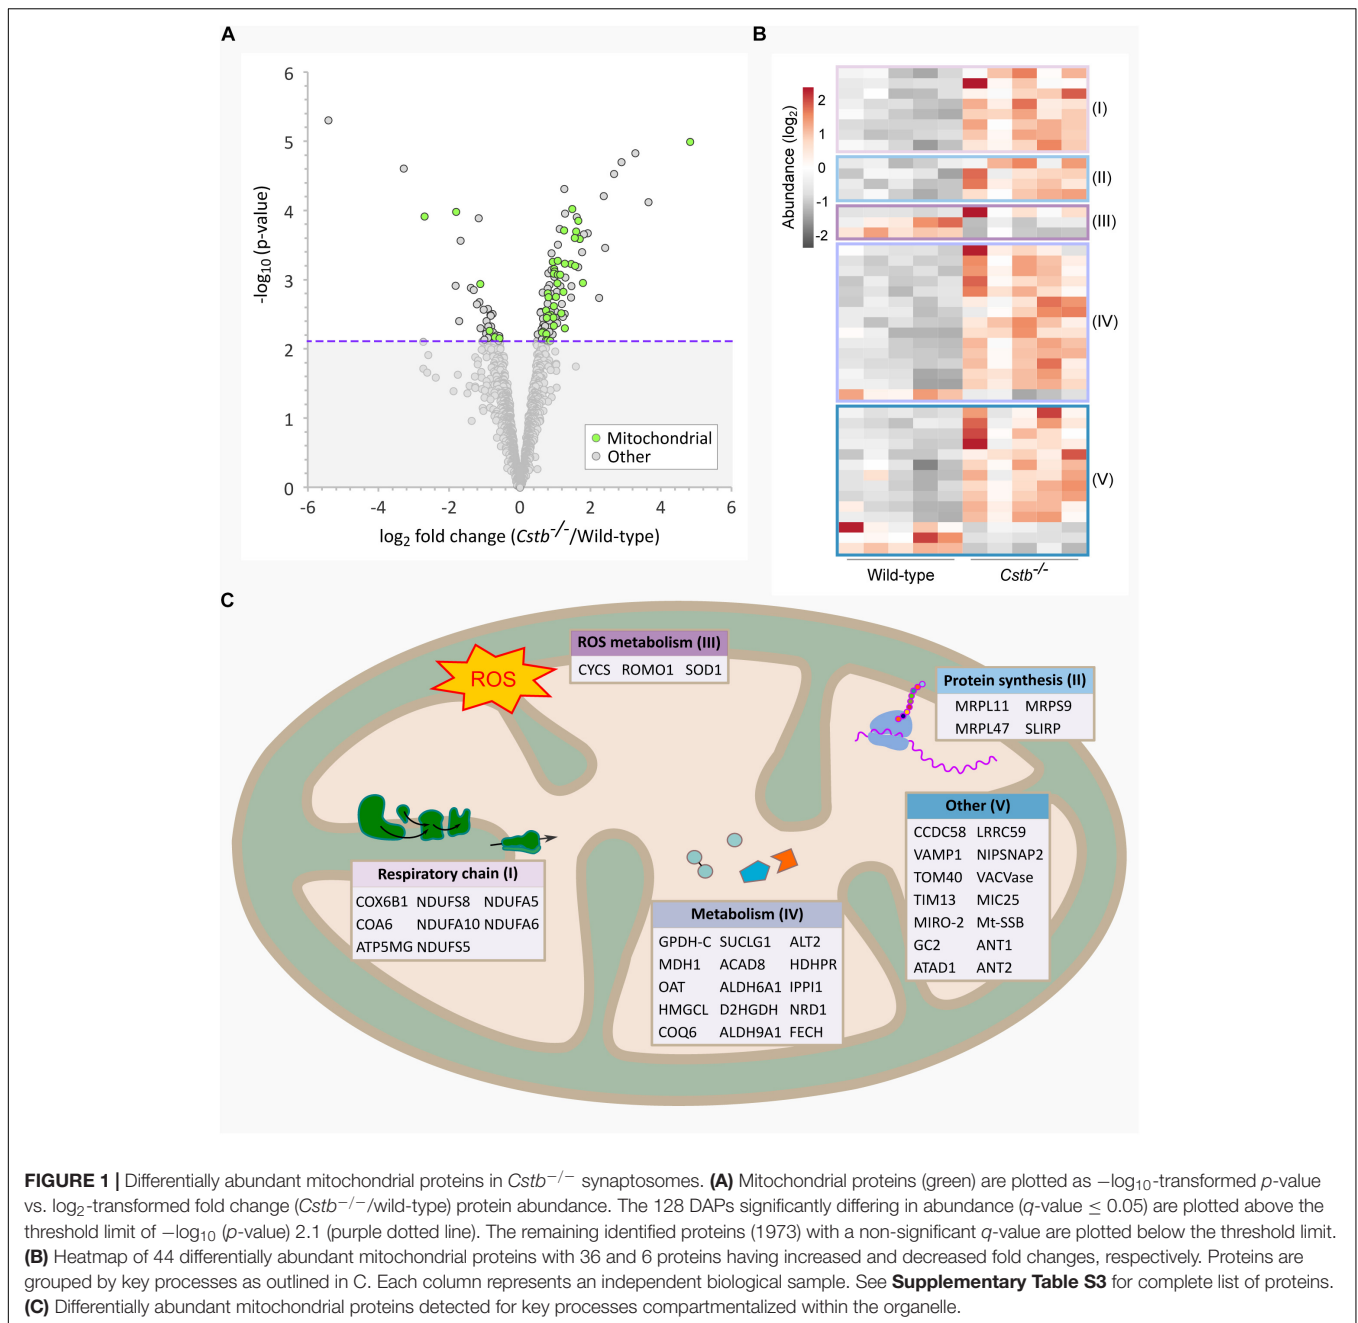 A
6
5
4
3
2
1
0
-log10 (p-value)
-6
-4
-2
0
2
4
6
log2 fold change (Cstb-/-/Wild-type)
Mitochondrial
Other
B
Abundance (log2)
2
1
0
-1
-2
(I)
(II)
(III)
(IV)
(V)
Wild-type
Cstb-/-
C
ROS
ROS metabolism (III)
CYCS ROMO1 SOD1
Protein synthesis (II)
MRPL11 MRPS9
MRPL47 SLIRP
Respiratory chain (I)
COX6B1 NDUFS8 NDUFA5
COA6 NDUFA10 NDUFA6
ATP5MG NDUFS5
Metabolism (IV)
GPDH-C SUCLG1 ALT2
MDH1 ACAD8 HDHPR
OAT ALDH6A1 IPPI1
HMGCL D2HGDH NRD1
COQ6 ALDH9A1 FECH
Other (V)
CCDC58 LRRC59
VAMP1 NIPSNAP2
TOM40 VACVase
TIM13 MIC25
MIRO-2 Mt-SSB
GC2 ANT1
ATAD1 ANT2
FIGURE 1 | Differentially abundant mitochondrial proteins in Cstb−/− synaptosomes. (A) Mitochondrial proteins (green) are plotted as −log10-transformed p-value
vs. log2-transformed fold change (Cstb−/−/wild-type) protein abundance. The 128 DAPs significantly differing in abundance (q-value ≤ 0.05) are plotted above the
threshold limit of −log10 (p-value) 2.1 (purple dotted line). The remaining identified proteins (1973) with a non-significant q-value are plotted below the threshold limit.
(B) Heatmap of 44 differentially abundant mitochondrial proteins with 36 and 6 proteins having increased and decreased fold changes, respectively. Proteins are
grouped by key processes as outlined in C. Each column represents an independent biological sample. See Supplementary Table S3 for complete list of proteins.
(C) Differentially abundant mitochondrial proteins detected for key processes compartmentalized within the organelle.